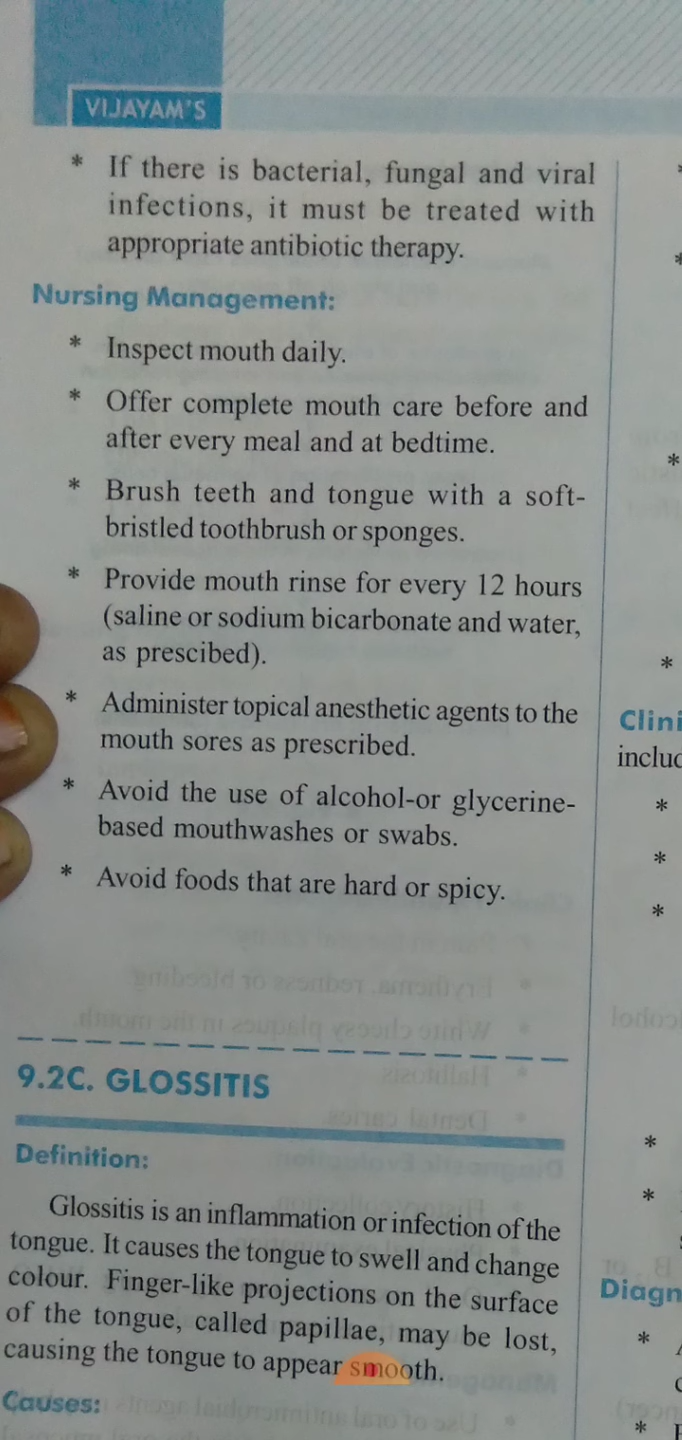 VIJAYAM'S
* If there is bacterial, fungal and viral
infections, it must be treated with
appropriate antibiotic therapy.
Nursing Management:
* Inspect mouth daily.
* Offer complete mouth care before and
after every meal and at bedtime.
* Brush teeth and tongue with a soft-
bristled toothbrush or sponges.
* Provide mouth rinse for every 12 hours
(saline or sodium bicarbonate and water,
as prescibed).
* Administer topical anesthetic agents to the
mouth sores as prescribed.
* Avoid the use of alcohol-or glycerine-
based mouthwashes or swabs.
* Avoid foods that are hard or spicy.
9.2C. GLOSSITIS
Definition:
Glossitis is an inflammation or infection of the
tongue. It causes the tongue to swell and change
colour. Finger-like projections on the surface
of the tongue, called papillae, may be lost,
causing the tongue to appear smooth.
Causes:
*
*
*
*
Clini
includ
*
*
*
*
*
Diagn
*
*